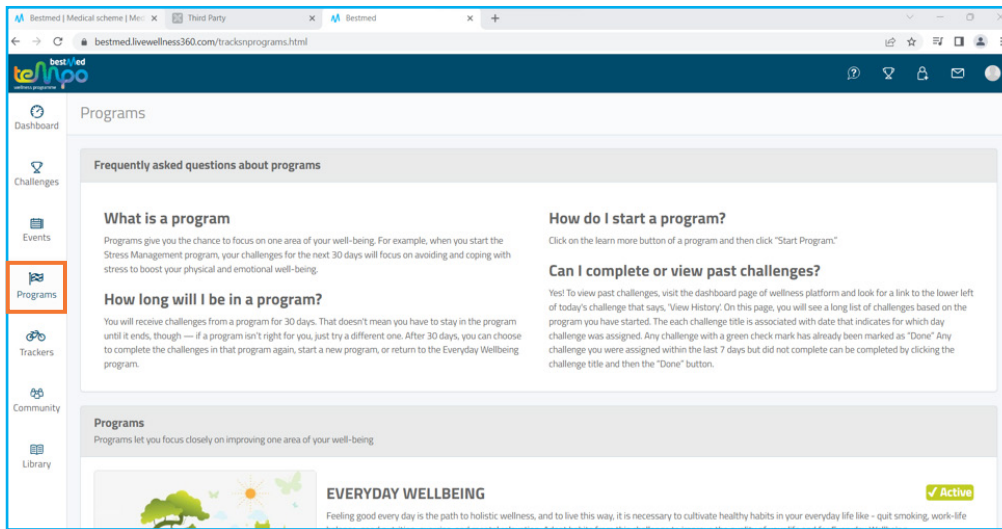 Bestmed | Medical scheme | Med
Third Party
Bestmed
bestmed.livewellness360.com/tracksnprograms.html
bestMed
tempo
wellness programme
Dashboard
Challenges
Events
Programs
Trackers
Community
Library
Programs
Frequently asked questions about programs
What is a program
Programs give you the chance to focus on one area of your well-being. For example, when you start the
Stress Management program, your challenges for the next 30 days will focus on avoiding and coping with
stress to boost your physical and emotional well-being.
How long will I be in a program?
You will receive challenges from a program for 30 days. That doesn't mean you have to stay in the program
until it ends, though — if a program isn't right for you, just try a different one. After 30 days, you can choose
to complete the challenges in that program again, start a new program, or return to the Everyday Wellbeing
program.
How do I start a program?
Click on the learn more button of a program and then click "Start Program."
Can I complete or view past challenges?
Yes! To view past challenges, visit the dashboard page of wellness platform and look for a link to the lower left
of today's challenge that says, 'View History'. On this page, you will see a long list of challenges based on the
program you have started. The each challenge title is associated with date that indicates for which day
challenge was assigned. Any challenge with a green check mark has already been marked as "Done" Any
challenge you were assigned within the last 7 days but did not complete can be completed by clicking the
challenge title and then the "Done" button.
Programs
Programs let you focus closely on improving one area of your well-being
EVERYDAY WELLBEING
Active
Feeling good every day is the path to holistic wellness, and to live this way, it is necessary to cultivate healthy habits in your everyday life like - quit smoking, work-life